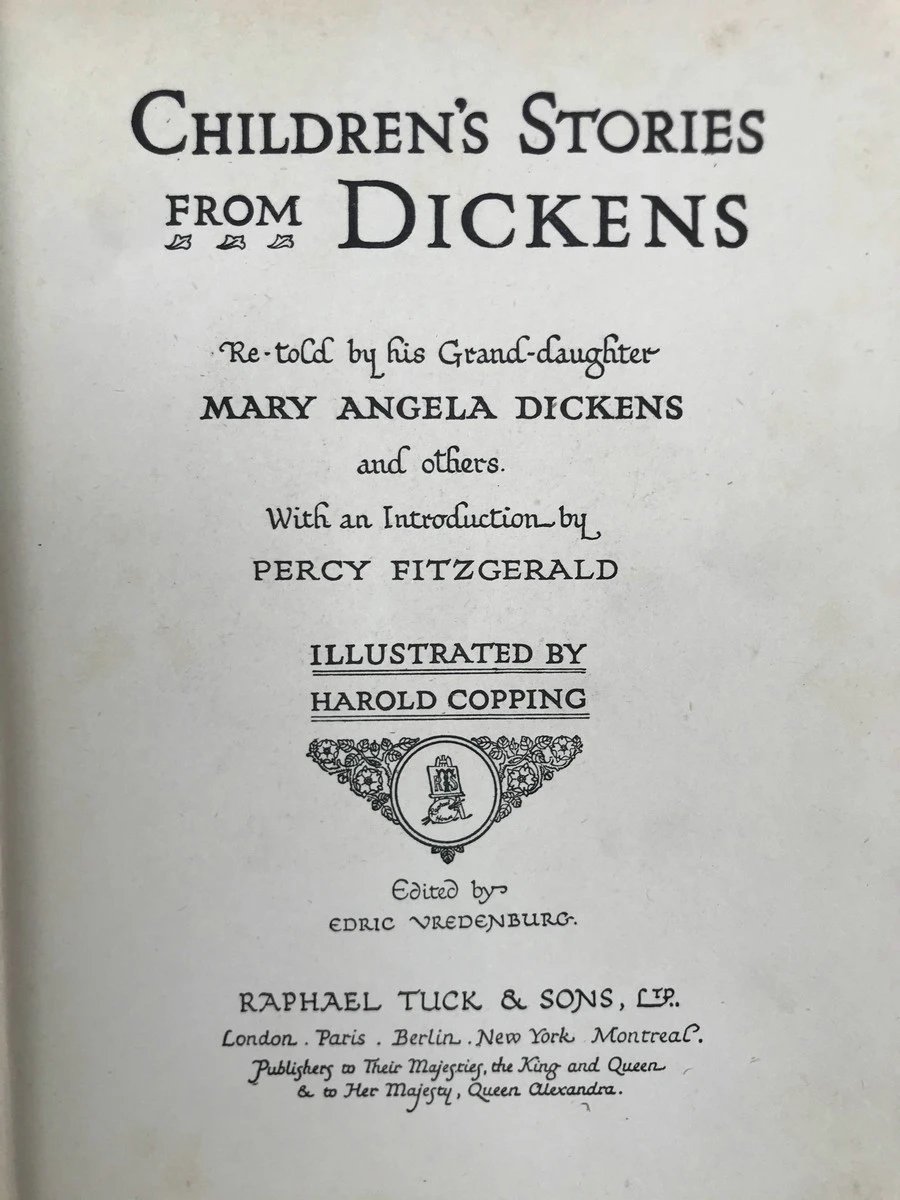 CHILDREN'S STORIES
FROM DICKENS
Re-told by his Grand-daughter
MARY ANGELA DICKENS
and others.
With an Introduction by
PERCY FITZGERALD
ILLUSTRATED BY
HAROLD COPPING
RTS
Edited by
EDRIC VREDENBURG.
RAPHAEL TUCK & SONS, LTD.
London . Paris . Berlin . New York Montreal.
Publishers to Their Majesties, the King and Queen
& to Her Majesty, Queen Alexandra.